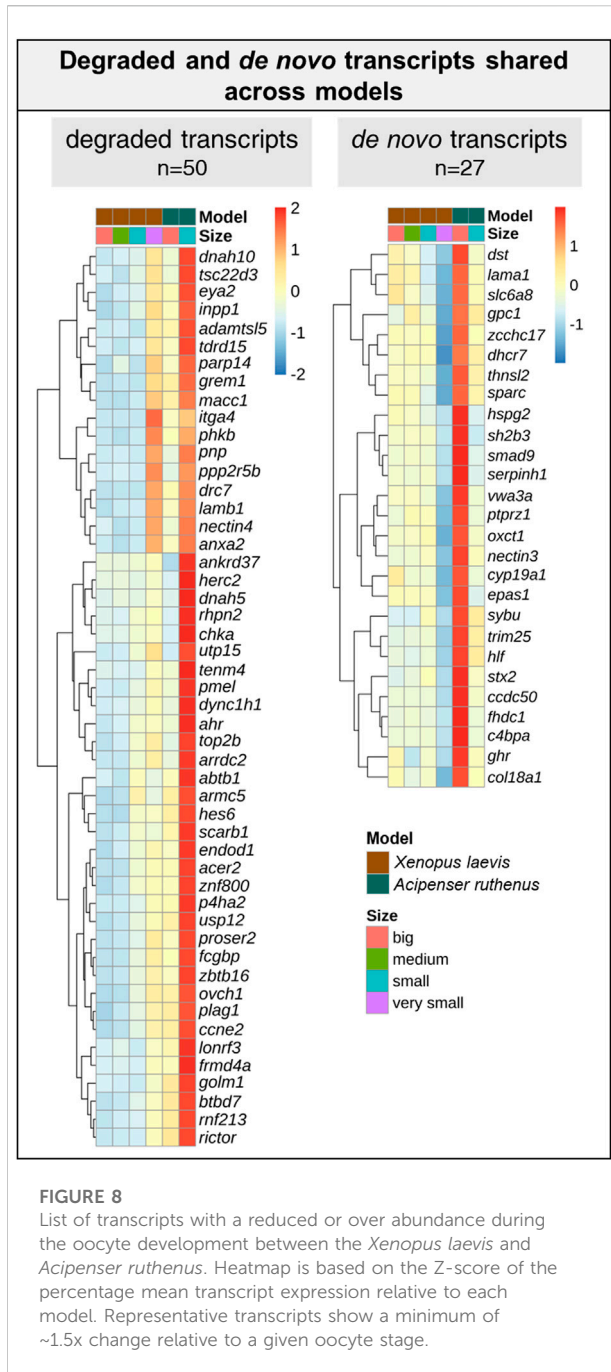 Degraded and de novo transcripts shared
across models
degraded transcripts
n=50
de novo transcripts
n=27
Model
Size
2
1
0
-1
-2
dnah10
tsc22d3
eya2
inpp1
adamtsl5
tdrd15
parp14
grem1
macc1
itga4
phkb
pnp
ppp2r5b
drc7
lamb1
nectin4
anxa2
ankrd37
herc2
dnah5
rhpn2
chka
utp15
tenm4
pmel
dync1h1
ahr
top2b
arrdc2
abtb1
armc5
hes6
scarb1
endod1
acer2
znf800
p4ha2
usp12
proser2
fcgbp
zbtb16
ovch1
plag1
ccne2
lonrf3
frmd4a
golm1
btbd7
rnf213
rictor
Model
Size
1
0
-1
dst
lama1
slc6a8
gpc1
zcchc17
dhcr7
thnsl2
sparc
hspg2
sh2b3
smad9
serpinh1
vwa3a
ptprz1
oxct1
nectin3
cyp19a1
epas1
sybu
trim25
hlf
stx2
ccdc50
fhdc1
c4bpa
ghr
col18a1
Model
Xenopus laevis
Acipenser ruthenus
Size
big
medium
small
very small
FIGURE 8
List of transcripts with a reduced or over abundance during
the oocyte development between the Xenopus laevis and
Acipenser ruthenus. Heatmap is based on the Z-score of the
percentage mean transcript expression relative to each
model. Representative transcripts show a minimum of
~1.5x change relative to a given oocyte stage.